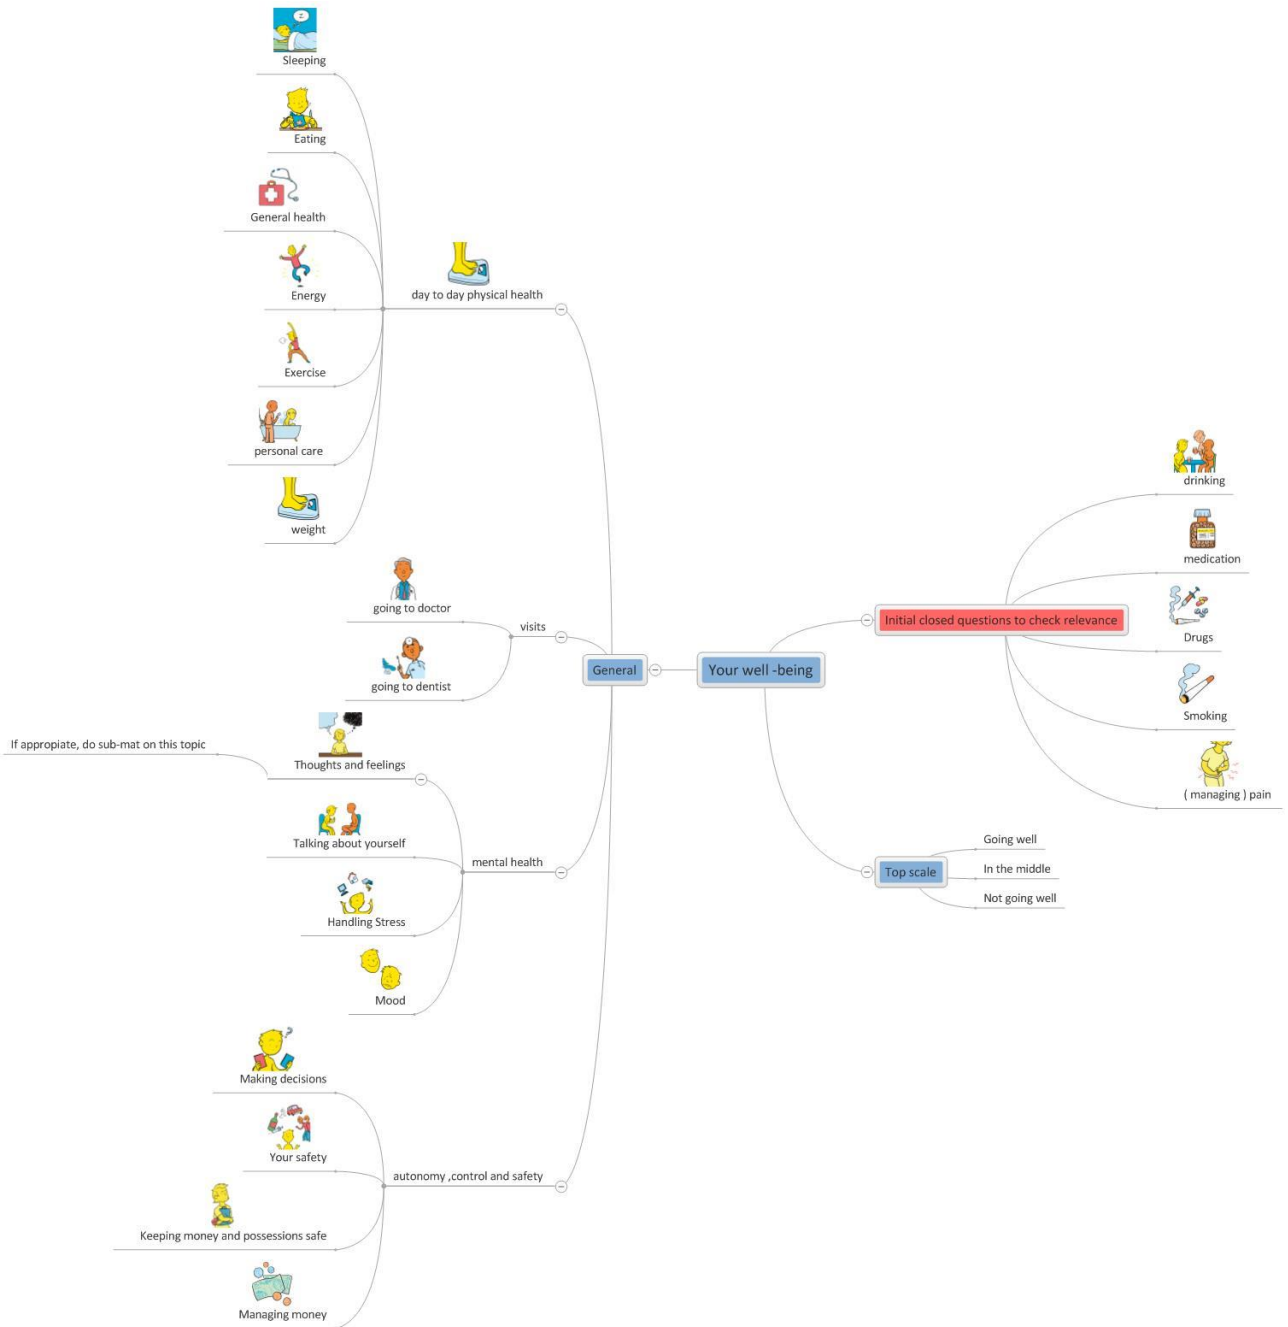 Sleeping
Eating
General health
Energy
Exercise
personal care
weight
day to day physical health
going to doctor
going to dentist
visits
If appropiate, do sub-mat on this topic
Thoughts and feelings
Talking about yourself
Handling Stress
Mood
mental health
Making decisions
Your safety
Keeping money and possessions safe
Managing money
autonomy ,control and safety
General
Your well -being
Initial closed questions to check relevance
drinking
medication
Drugs
Smoking
( managing ) pain
Top scale
Going well
In the middle
Not going well